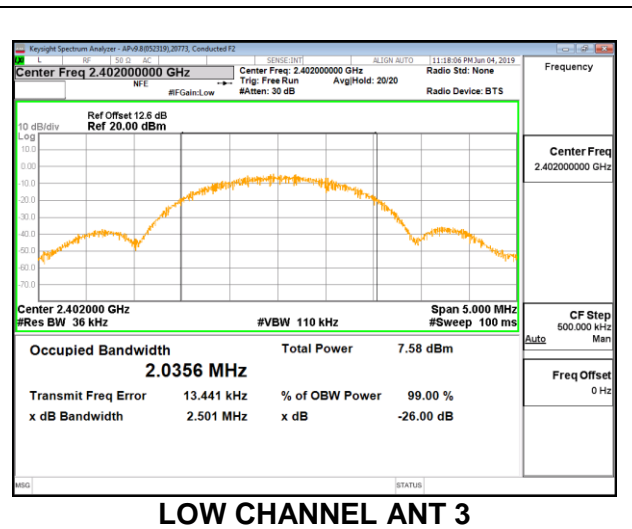 Keysight Spectrum Analyzer - APv9.8(052319),20773, Conducted F2
LXI L RF 50 Ω AC SENSE:INT ALIGN AUTO 11:18:06 PM Jun 04, 2019
Center Freq 2.402000000 GHz
NFE
#IFGain:Low
Center Freq: 2.402000000 GHz
Trig: Free Run Avg|Hold: 20/20
#Atten: 30 dB
Radio Std: None
Radio Device: BTS
Frequency
Ref Offset 12.6 dB
10 dB/div Ref 20.00 dBm
Log
10.0
0.00
-10.0
-20.0
-30.0
-40.0
-50.0
-60.0
-70.0
Center 2.402000 GHz Span 5.000 MHz
#Res BW 36 kHz #VBW 110 kHz #Sweep 100 ms
Occupied Bandwidth Total Power 7.58 dBm
2.0356 MHz
Transmit Freq Error 13.441 kHz % of OBW Power 99.00 %
x dB Bandwidth 2.501 MHz x dB -26.00 dB
Center Freq
2.402000000 GHz
CF Step
500.000 kHz
Auto Man
Freq Offset
0 Hz
MSG STATUS
LOW CHANNEL ANT 3